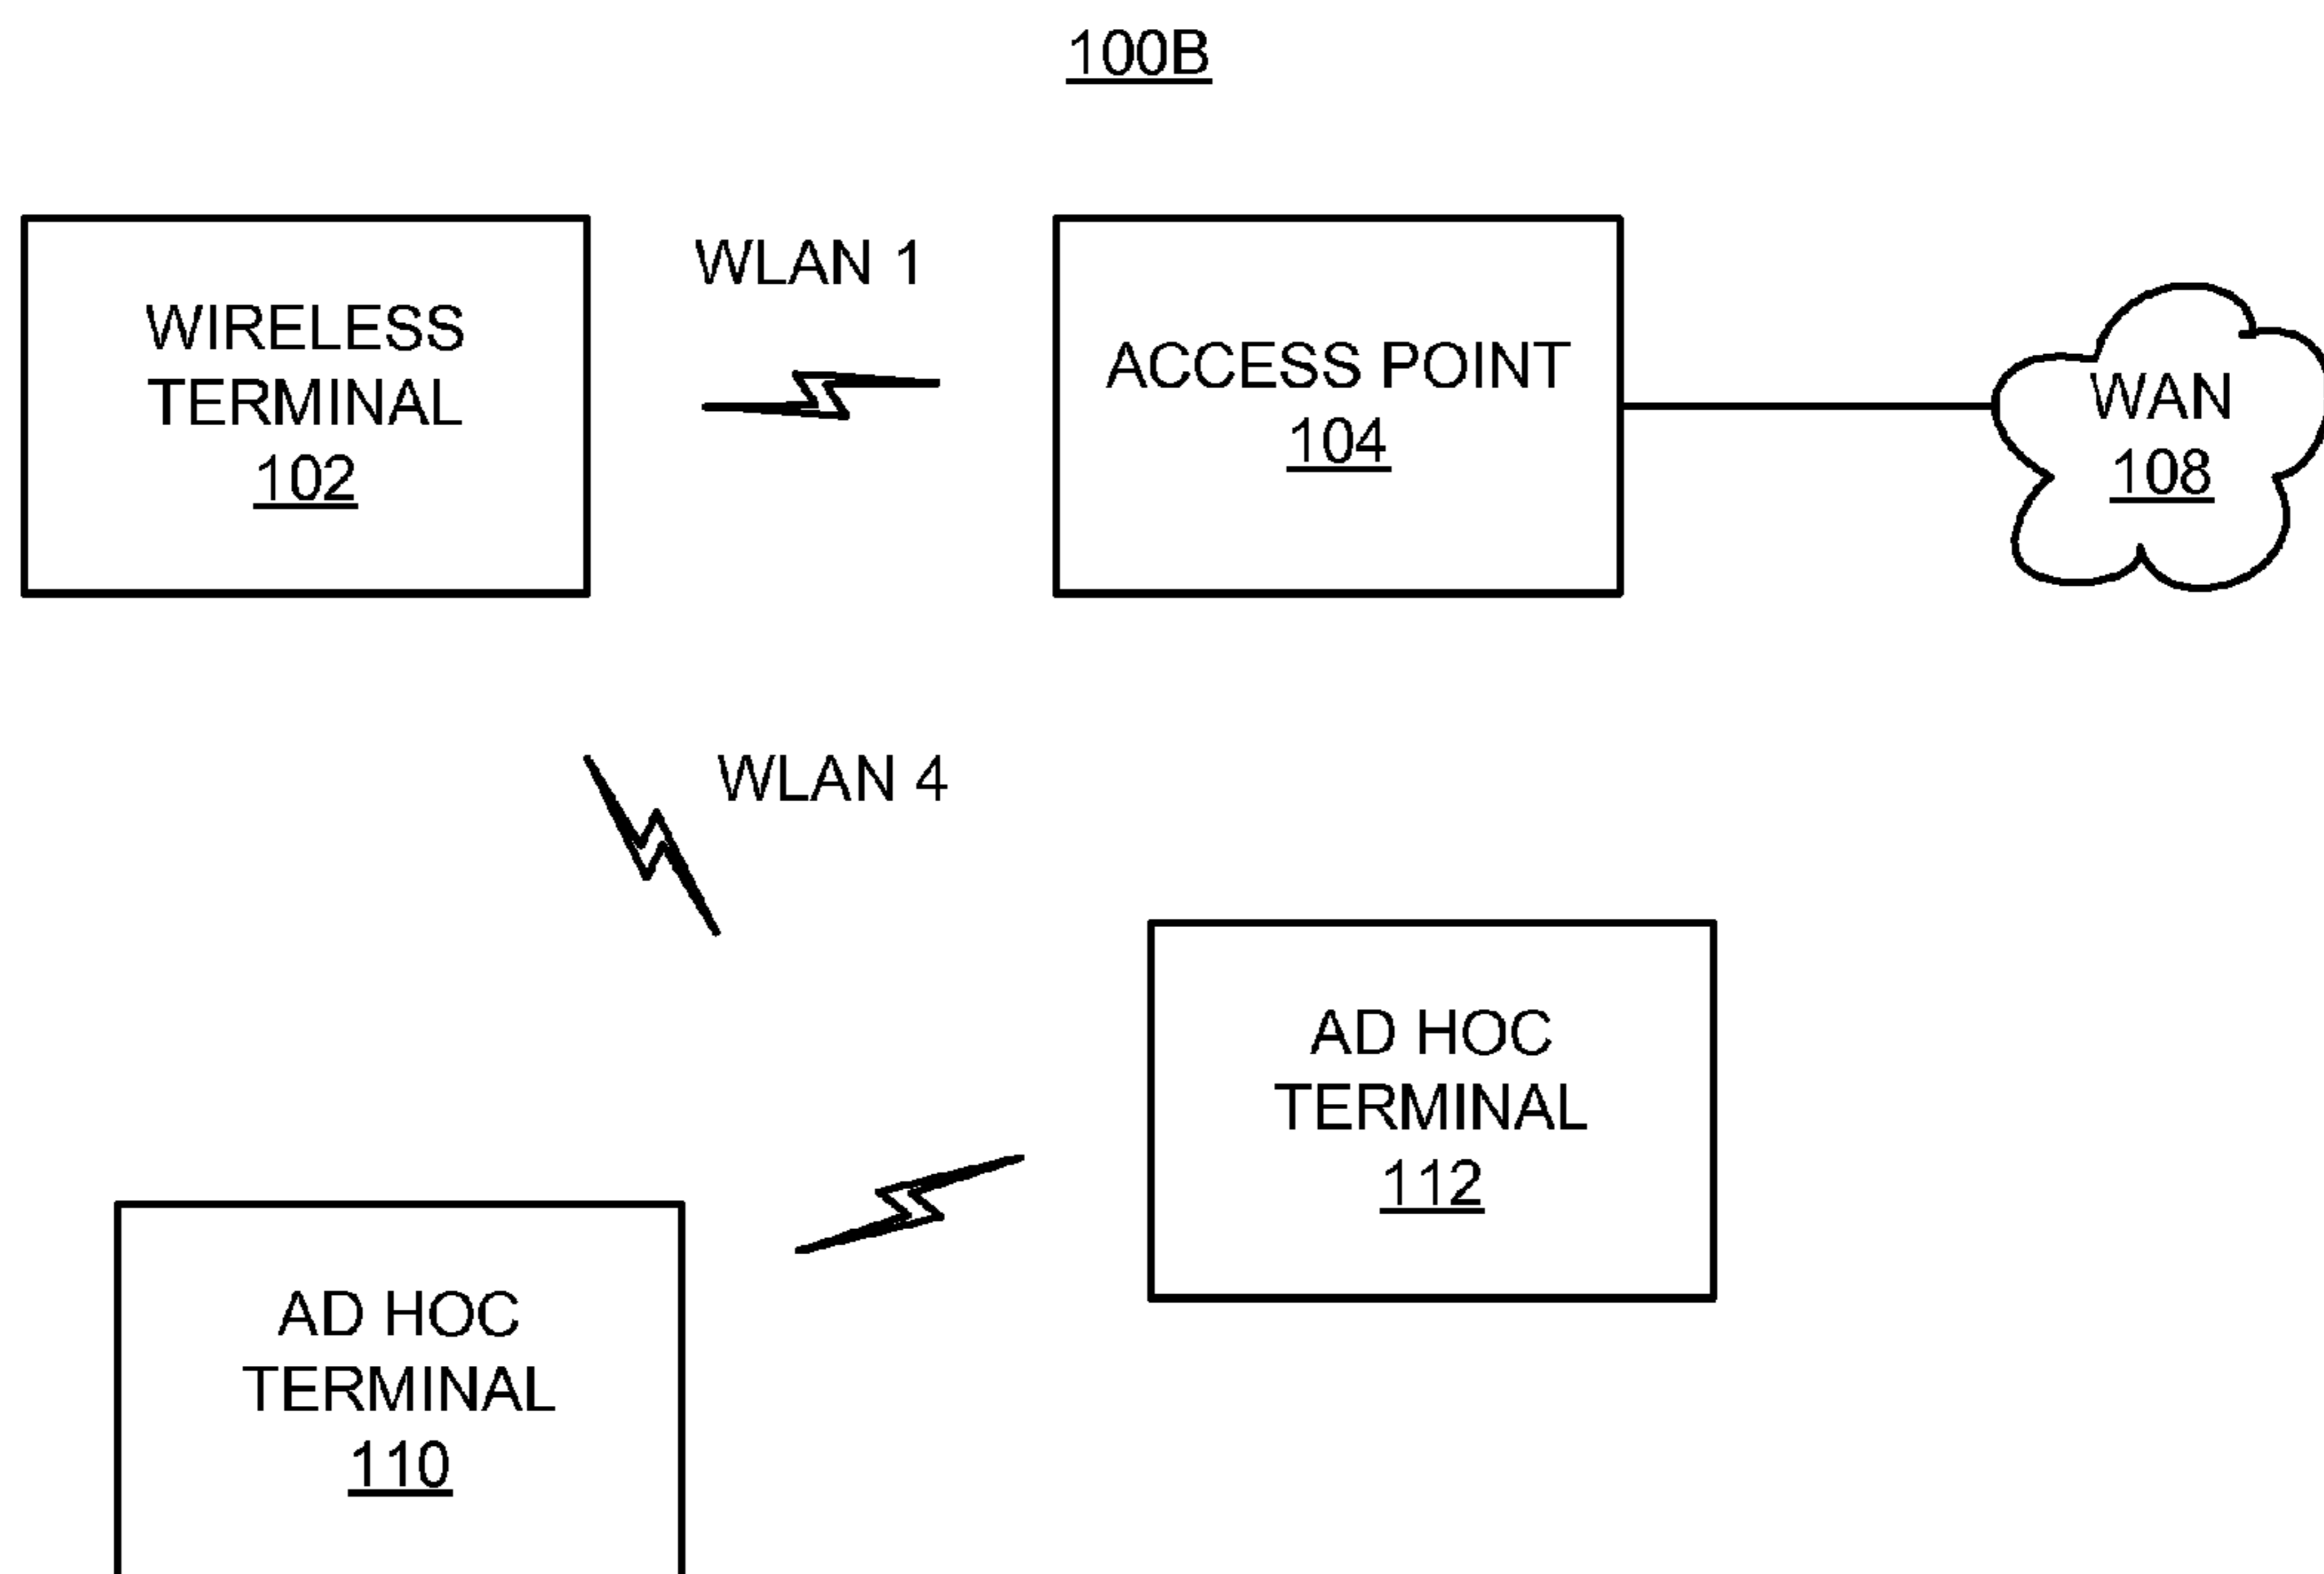 100B
WIRELESS
TERMINAL
102
WLAN 1
ACCESS POINT
104
WAN
108
WLAN 4
AD HOC
TERMINAL
112
AD HOC
TERMINAL
110